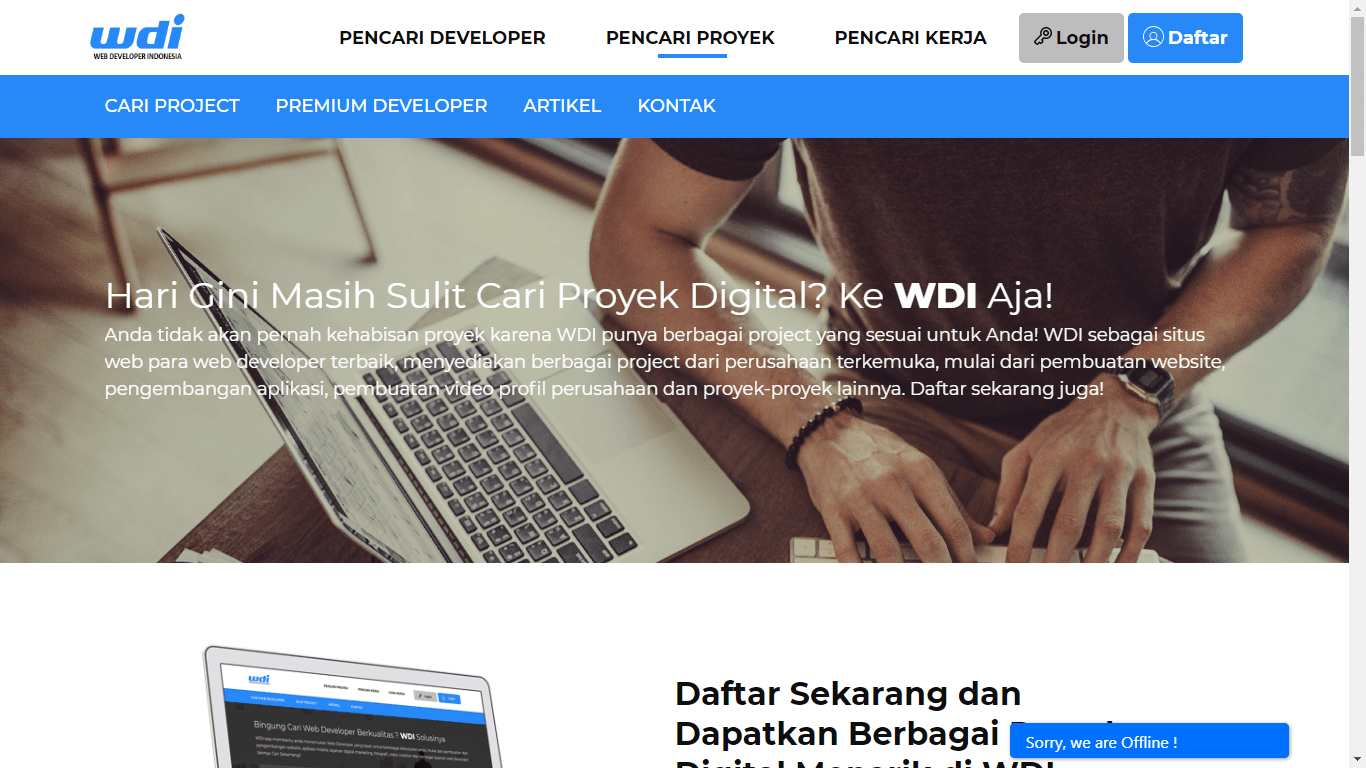 wdi
WEB DEVELOPER INDONESIA
PENCARI DEVELOPER
PENCARI PROYEK
PENCARI KERJA
Login
Daftar
CARI PROJECT
PREMIUM DEVELOPER
ARTIKEL
KONTAK
Hari Gini Masih Sulit Cari Proyek Digital? Ke WDI Aja!
Anda tidak akan pernah kehabisan proyek karena WDI punya berbagai project yang sesuai untuk Anda! WDI sebagai situs
web para web developer terbaik, menyediakan berbagai project dari perusahaan terkemuka, mulai dari pembuatan website,
pengembangan aplikasi, pembuatan video profil perusahaan dan proyek-proyek lainnya. Daftar sekarang juga!
wdi
Bingung Cari Web Developer Berkualitas ? WDI Solusinya
Daftar Sekarang dan
Dapatkan Berbagai
Digital Menarik di WDI
Sorry, we are Offline !